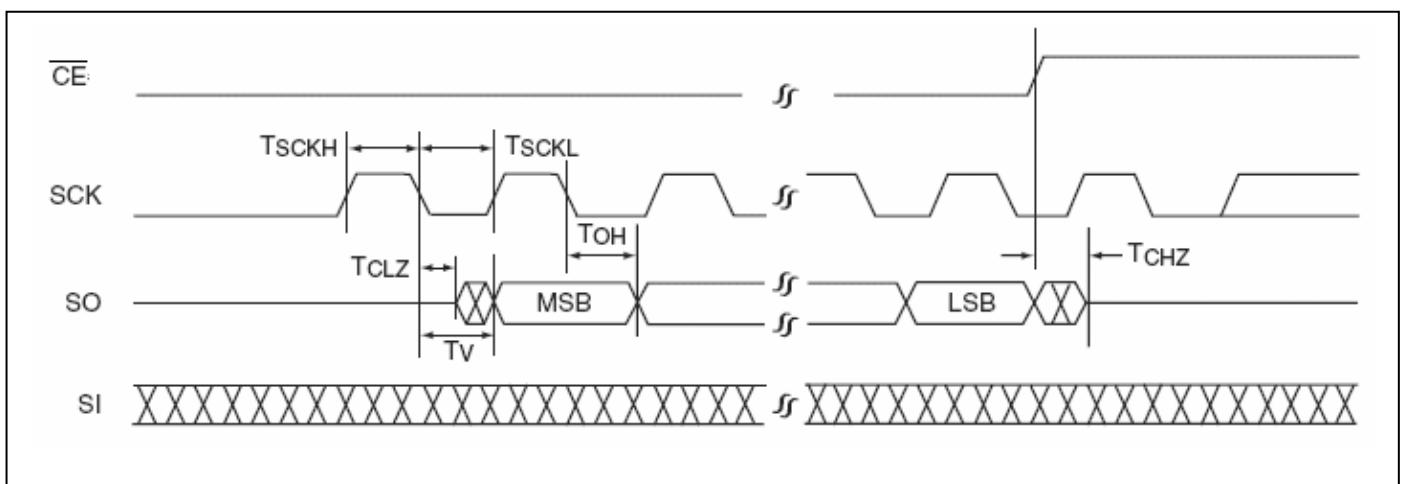 CE
TSCKH
TSCKL
SCK
TOH
TCLZ
TCHZ
SO
MSB
LSB
TV
SI